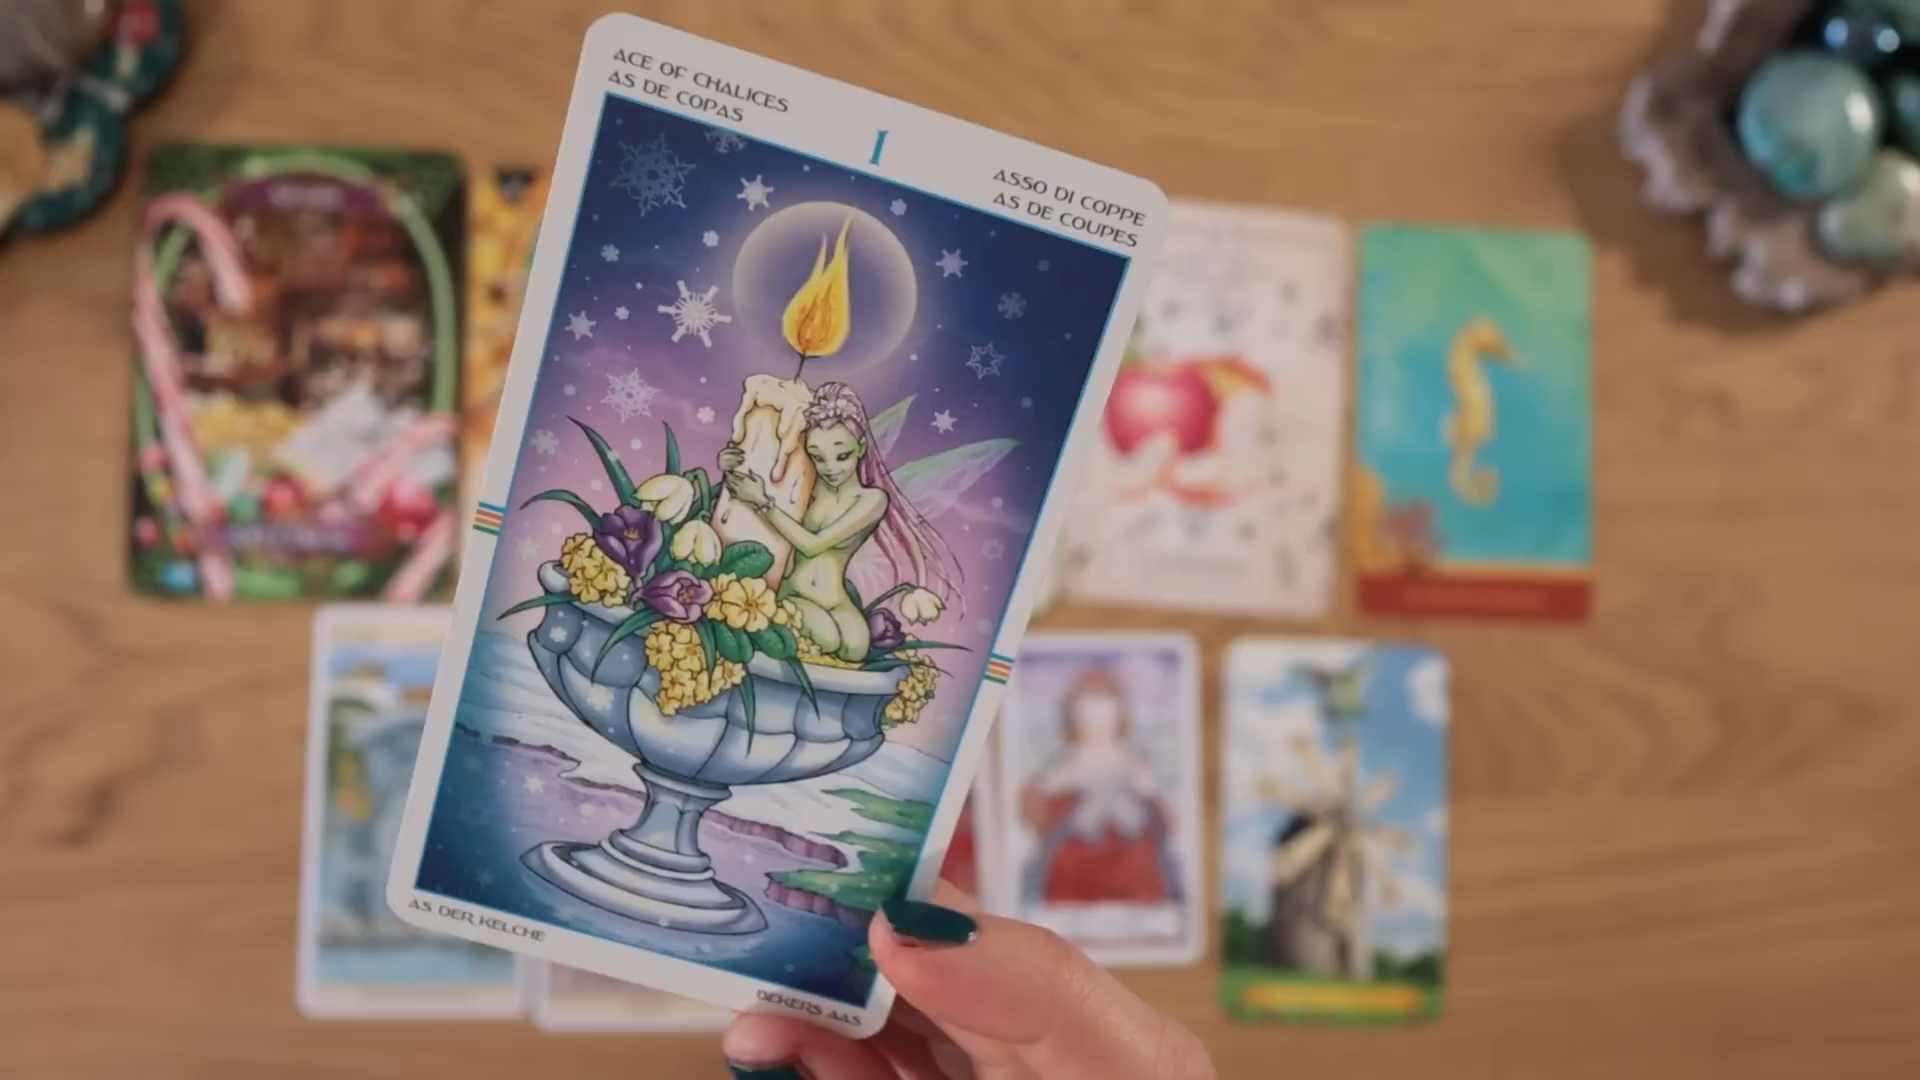 ACE OF CHALICES
AS DE COPAS
I
ASSO DI COPPE
AS DE COUPES
AS DER KELCHE
BEKERS AAS